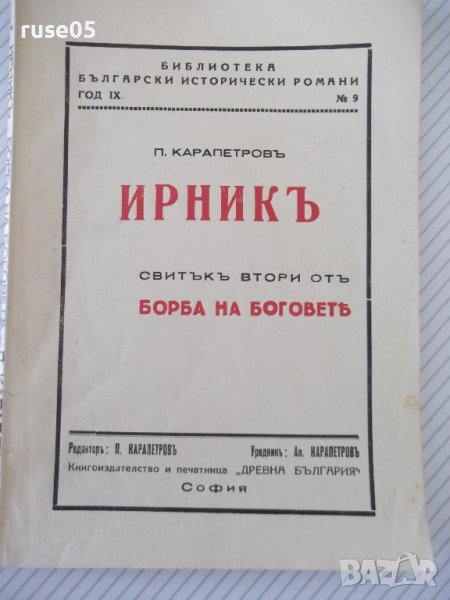 ruse05
БИБЛИОТЕКА
БЪЛГАРСКИ ИСТОРИЧЕСКИ РОМАНИ
ГОД IX. № 9
П. КАРАПЕТРОВЪ
ИРНИКЪ
СВИТЪКЪ ВТОРИ ОТЪ
БОРБА НА БОГОВЕТѢ
Редакторъ: П. КАРАПЕТРОВЪ Уредникъ: Ал. КАРАПЕТРОВЪ
Книгоиздателство и печатница „ДРЕВНА БЪЛГАРИЯ"
София
BAZAR